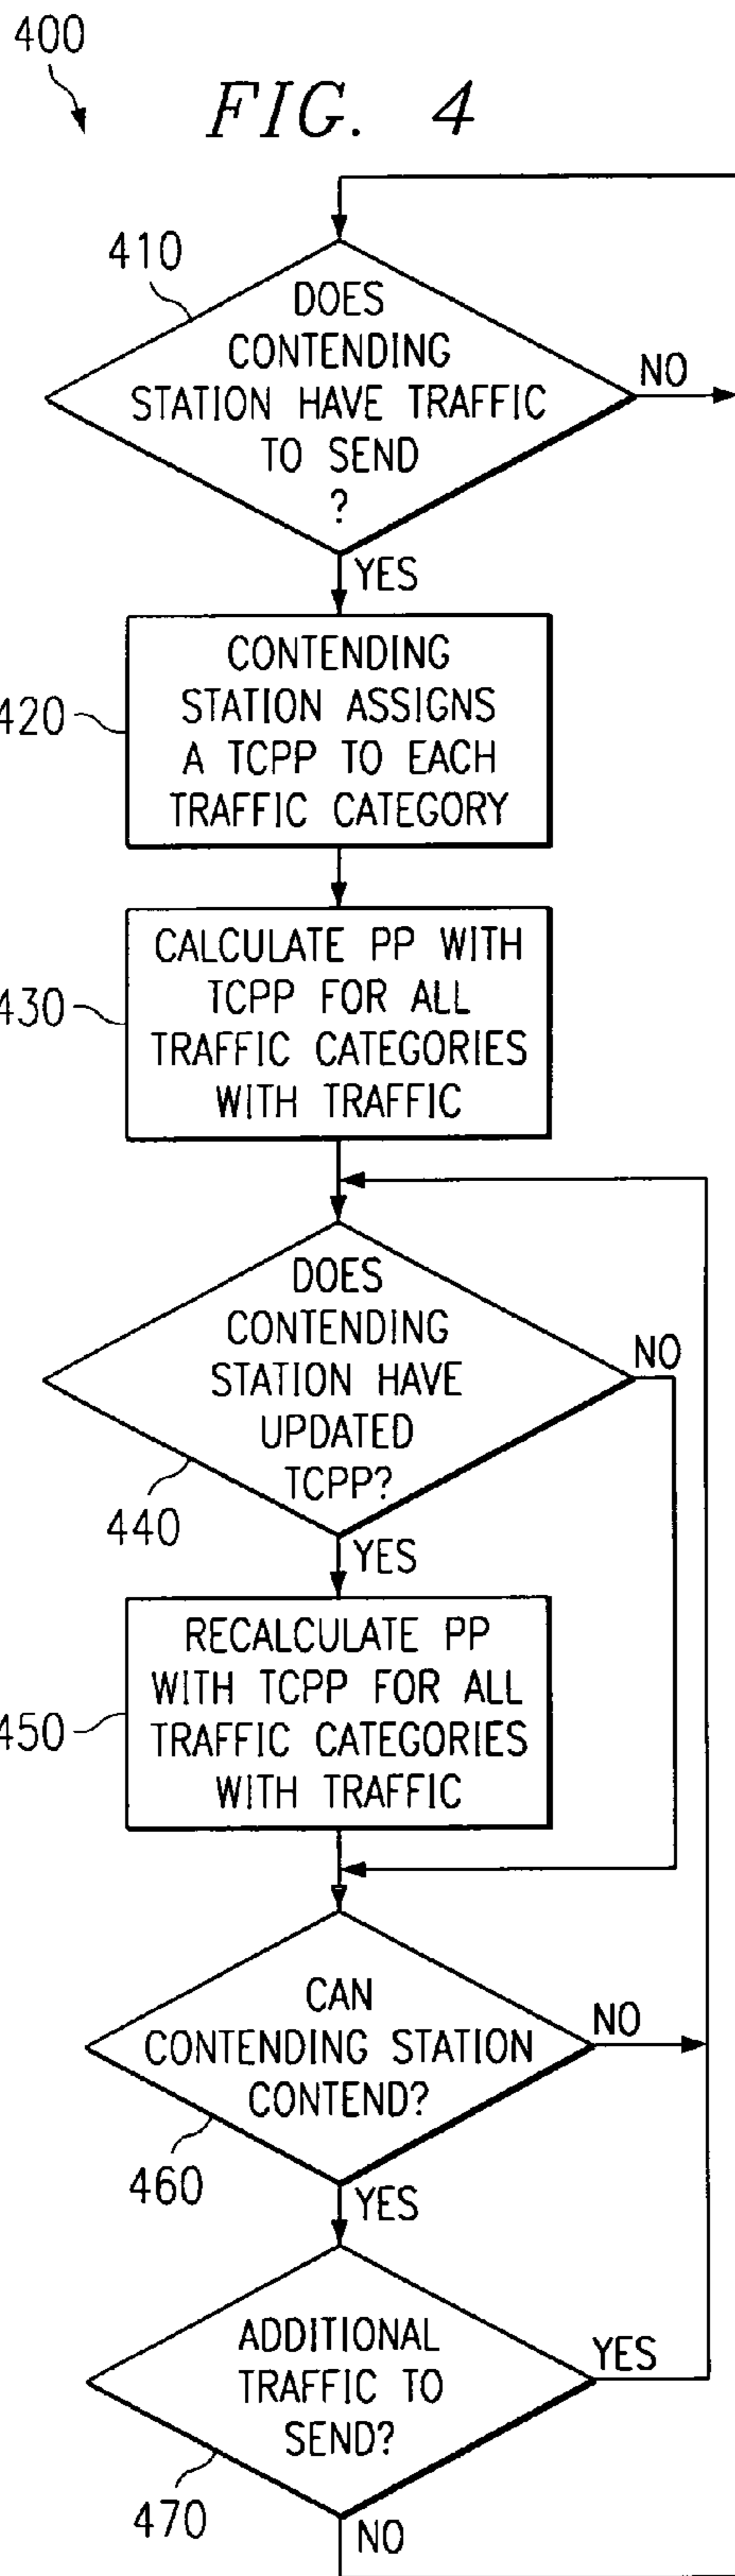 400
FIG. 4
410
DOES
CONTENDING
STATION HAVE TRAFFIC
TO SEND
?
NO
YES
420
CONTENDING
STATION ASSIGNS
A TCPP TO EACH
TRAFFIC CATEGORY
430
CALCULATE PP WITH
TCPP FOR ALL
TRAFFIC CATEGORIES
WITH TRAFFIC
DOES
CONTENDING
STATION HAVE
UPDATED
TCPP?
NO
440
YES
450
RECALCULATE PP
WITH TCPP FOR ALL
TRAFFIC CATEGORIES
WITH TRAFFIC
CAN
CONTENDING STATION
CONTEND?
NO
460
YES
ADDITIONAL
TRAFFIC TO
SEND?
YES
470
NO